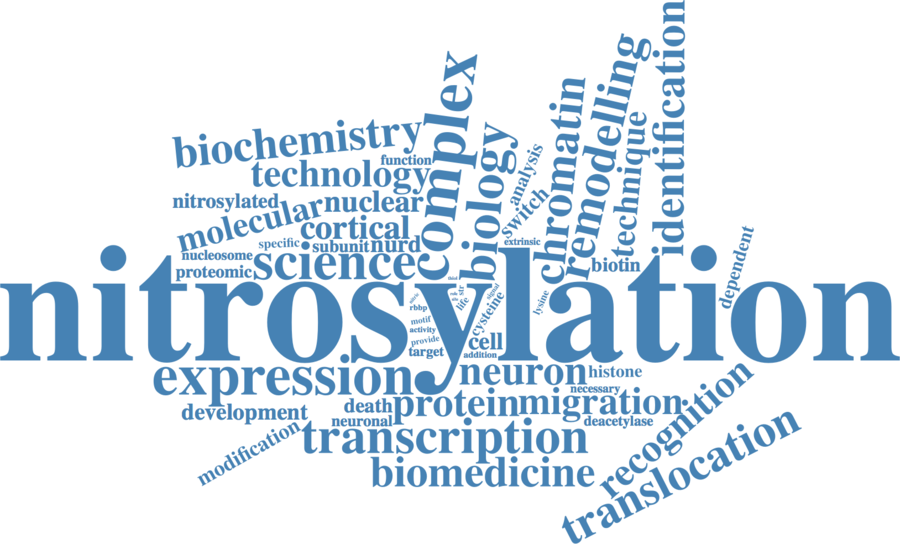 identification
remodelling
complex
chromatin
biochemistry
biology
technique
function
analysis
technology
switch
nitrosylated
nuclear
molecular
cortical
specific
subunit
nurd
extrinsic
dependent
nucleosome
science
proteomic
biotin
nitrosylation
rbbp
life
signal
lysine
cysteine
motif
activity
provide
cell
target
addition
expression
neuron
histone
necessary
development
death
protein
migration
neuronal
deacetylase
recognition
modification
transcription
translocation
biomedicine